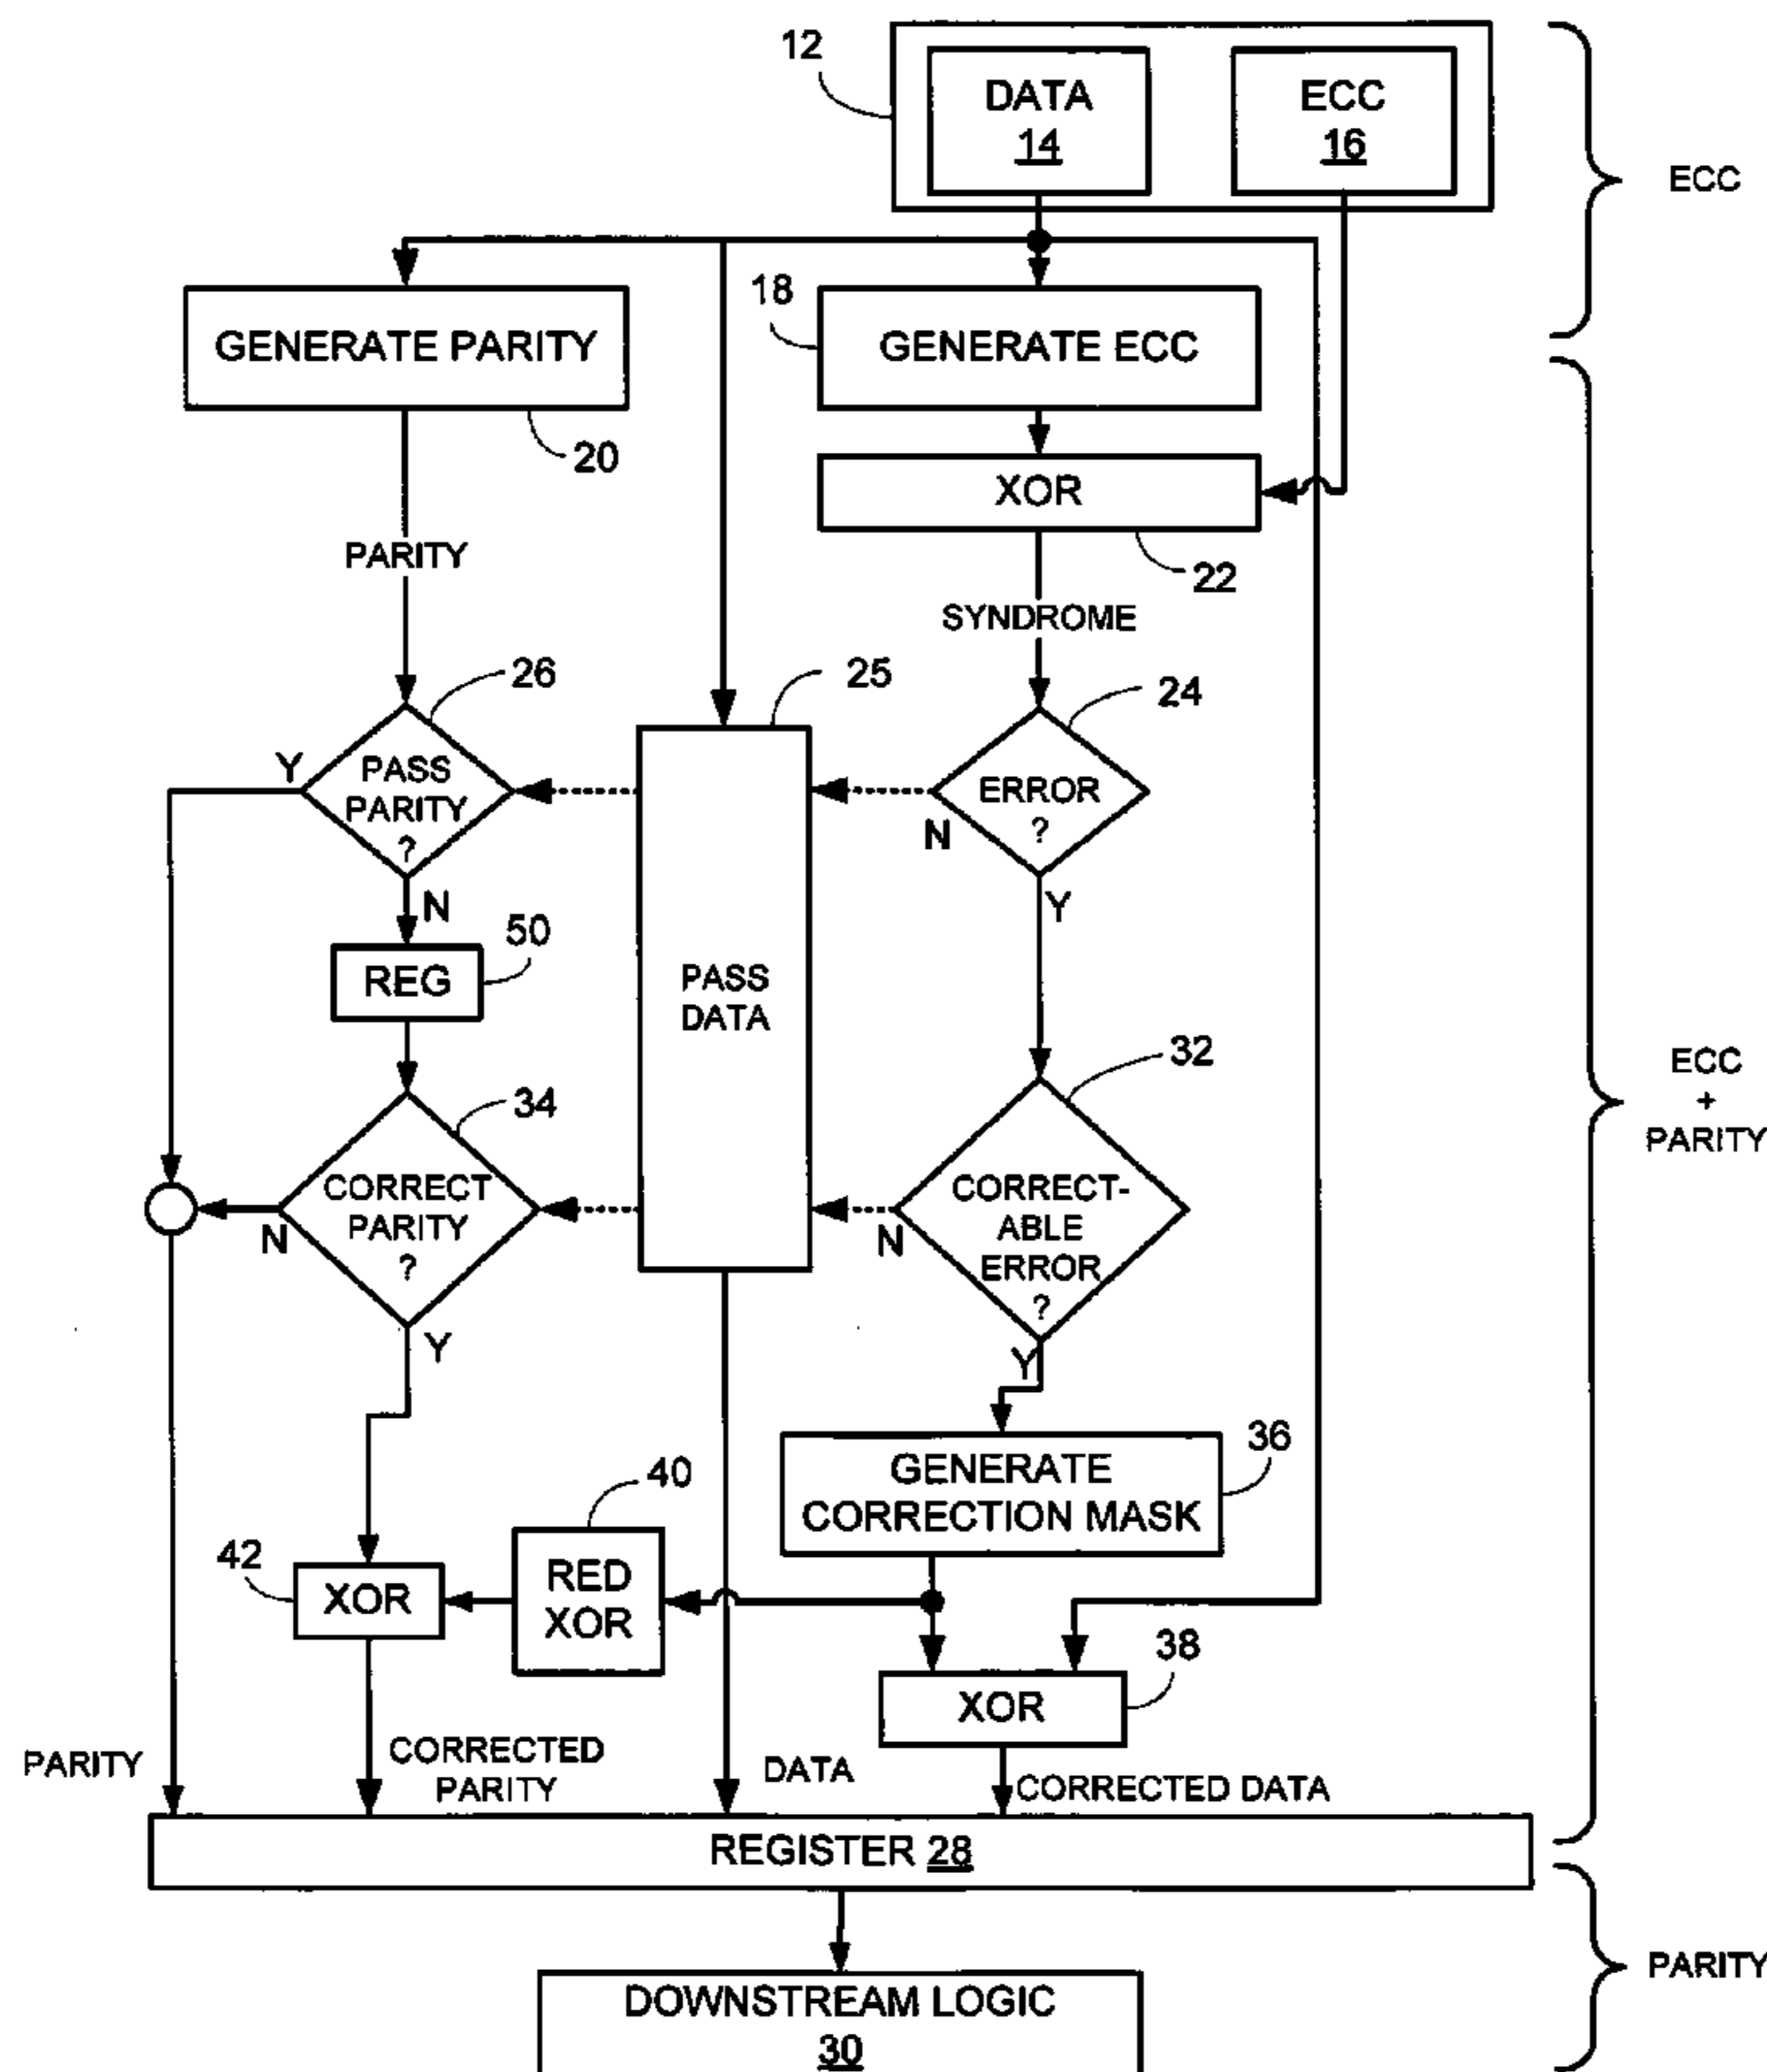 12
DATA
14
ECC
16
ECC
18
GENERATE PARITY
GENERATE ECC
20
XOR
PARITY
22
SYNDROME
26
25
24
Y
PASS
PARITY
?
ERROR
?
N
N
Y
50
REG
PASS
DATA
32
34
ECC
+
PARITY
CORRECT
PARITY
?
N
CORRECT-
ABLE
ERROR
?
N
Y
Y
36
GENERATE
CORRECTION MASK
40
42
XOR
RED
XOR
38
XOR
PARITY
CORRECTED
PARITY
DATA
CORRECTED DATA
REGISTER 28
PARITY
DOWNSTREAM LOGIC
30